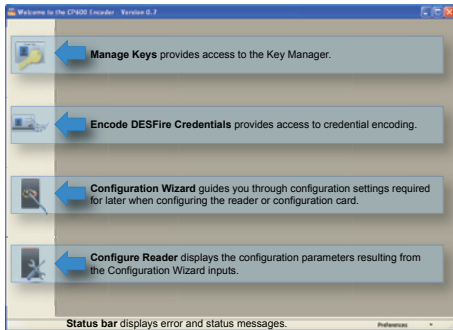 Welcome to the CP600 Encoder Version 0.7
Manage Keys provides access to the Key Manager.
Encode DESFire Credentials provides access to credential encoding.
Configuration Wizard guides you through configuration settings required
for later when configuring the reader or configuration card.
Configure Reader displays the configuration parameters resulting from
the Configuration Wizard inputs.
Status bar displays error and status messages.
Preferences